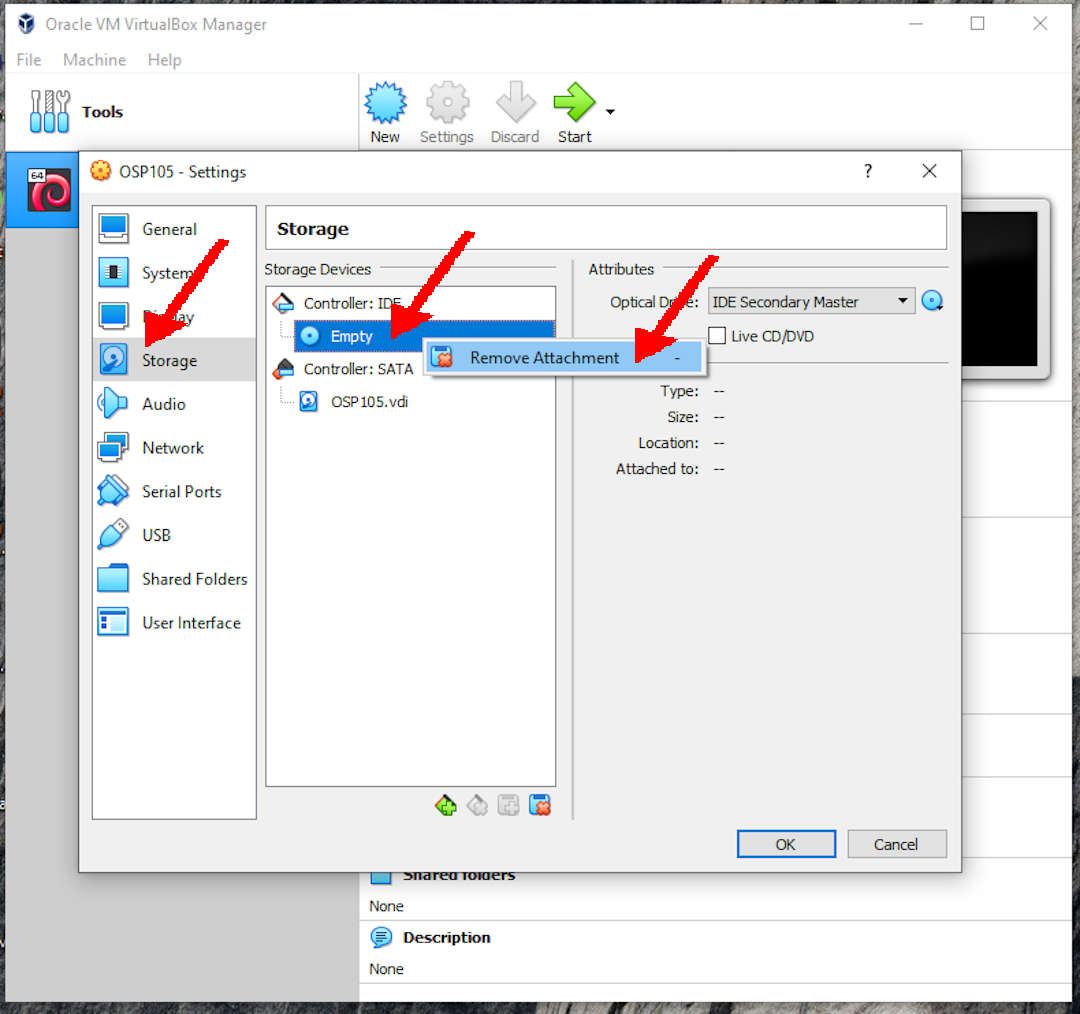 Oracle VM VirtualBox Manager
File Machine Help
Tools
New Settings Discard Start
64
OSP105 - Settings
?
General
System
Display
Storage
Audio
Network
Serial Ports
USB
Shared Folders
User Interface
Storage
Storage Devices
Controller: IDE
Empty
Remove Attachment -
Controller: SATA
OSP105.vdi
Attributes
Optical Drive: IDE Secondary Master
Live CD/DVD
Type: --
Size: --
Location: --
Attached to: --
OK Cancel
Shared folders
None
Description
None